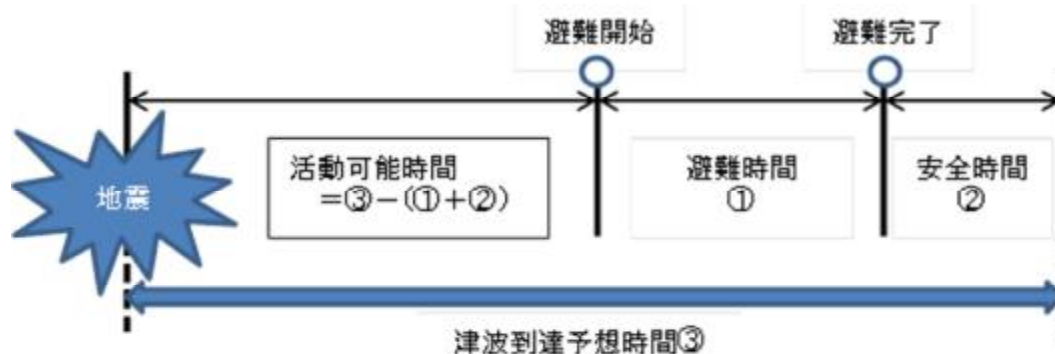 避難開始
避難完了
地震
活動可能時間
=③-(①+②)
避難時間
①
安全時間
②
津波到達予想時間③